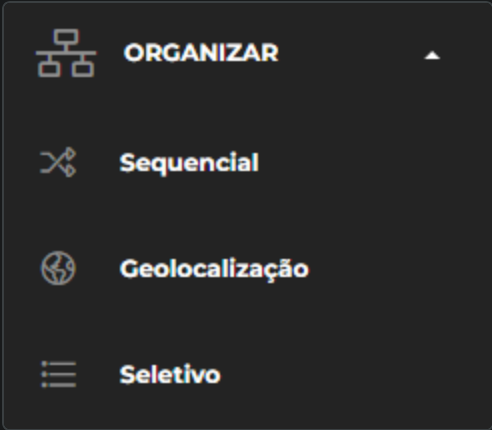 ORGANIZAR
Sequencial
Geolocalização
Seletivo